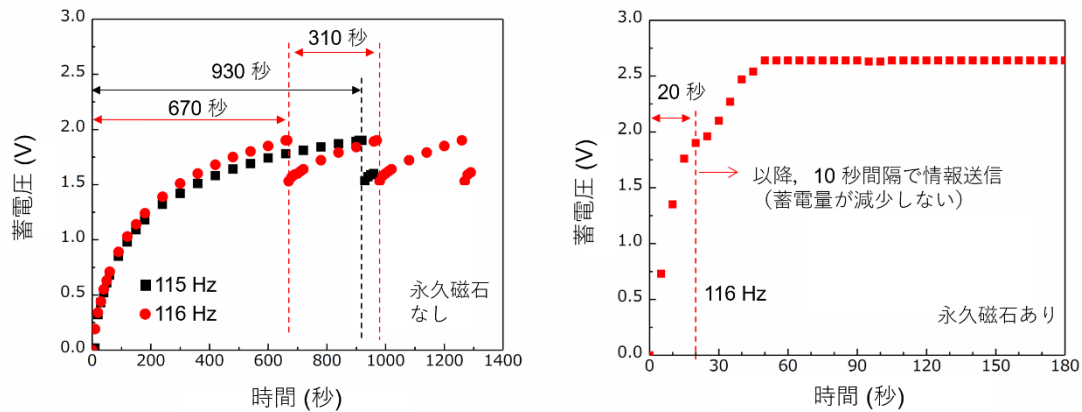 3.0
2.5
2.0
1.5
1.0
0.5
0.0
蓄電圧 (V)
310 秒
930 秒
670 秒
115 Hz
116 Hz
永久磁石
なし
0
200
400
600
800
1000
1200
1400
時間 (秒)
3.0
2.5
2.0
1.5
1.0
0.5
0.0
蓄電圧 (V)
20 秒
以降，10 秒間隔で情報送信
（蓄電量が減少しない）
116 Hz
永久磁石あり
0
30
60
90
120
150
180
時間 (秒)